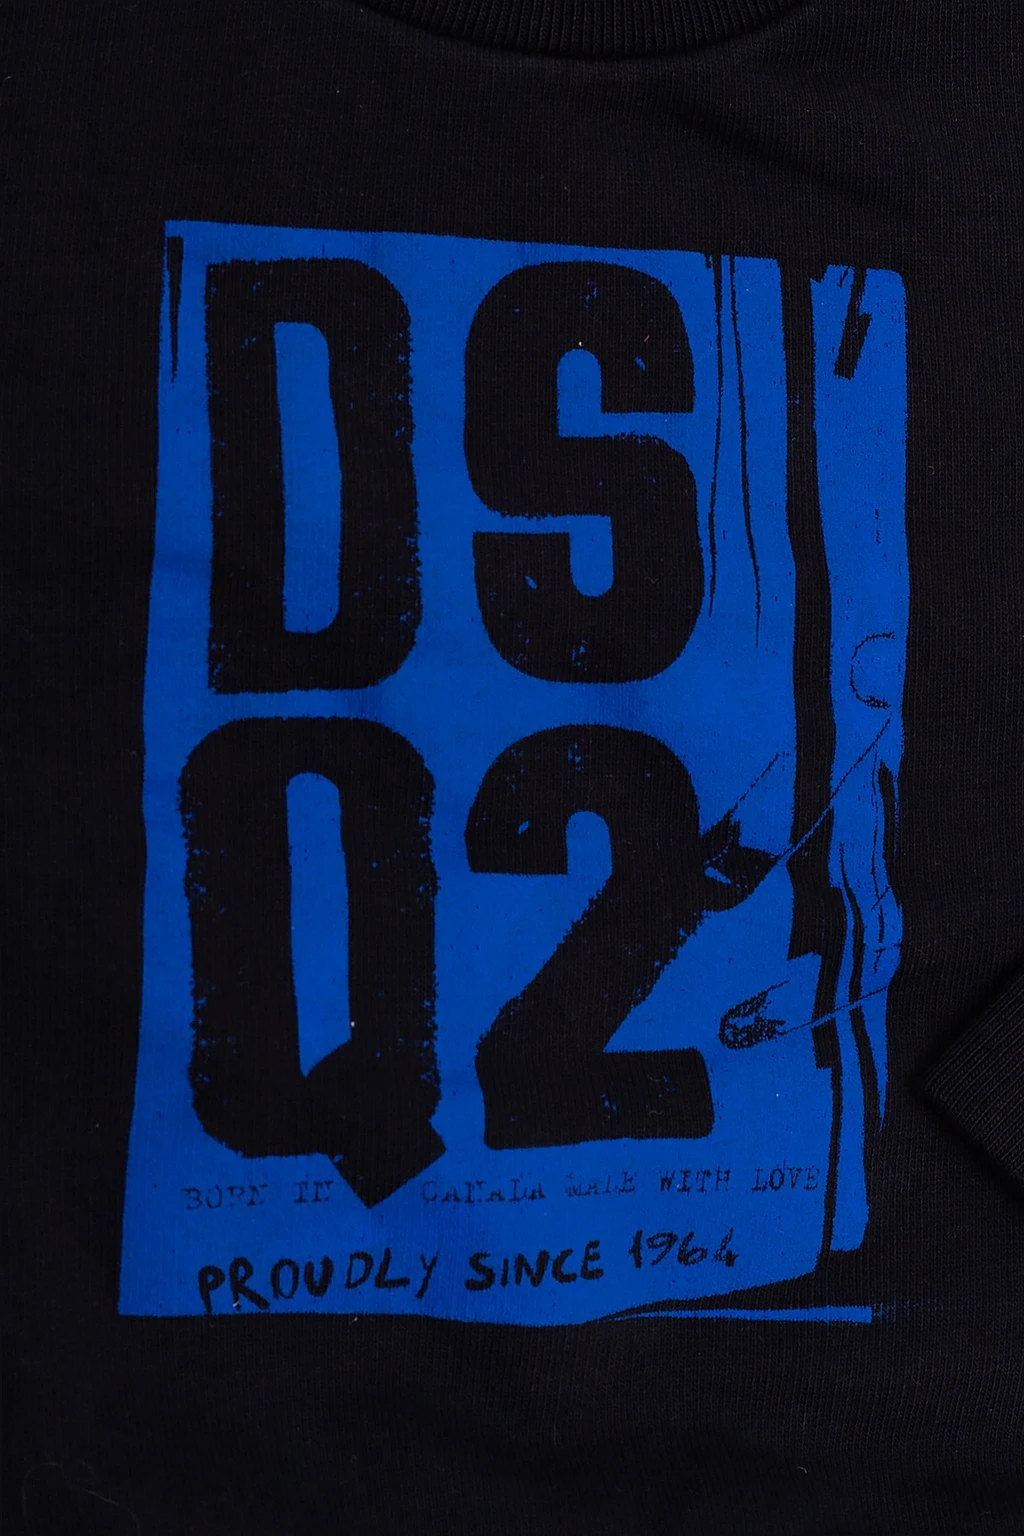 DS
Q2
BORN IN CANADA MADE WITH LOVE
PROUDLY SINCE 1964